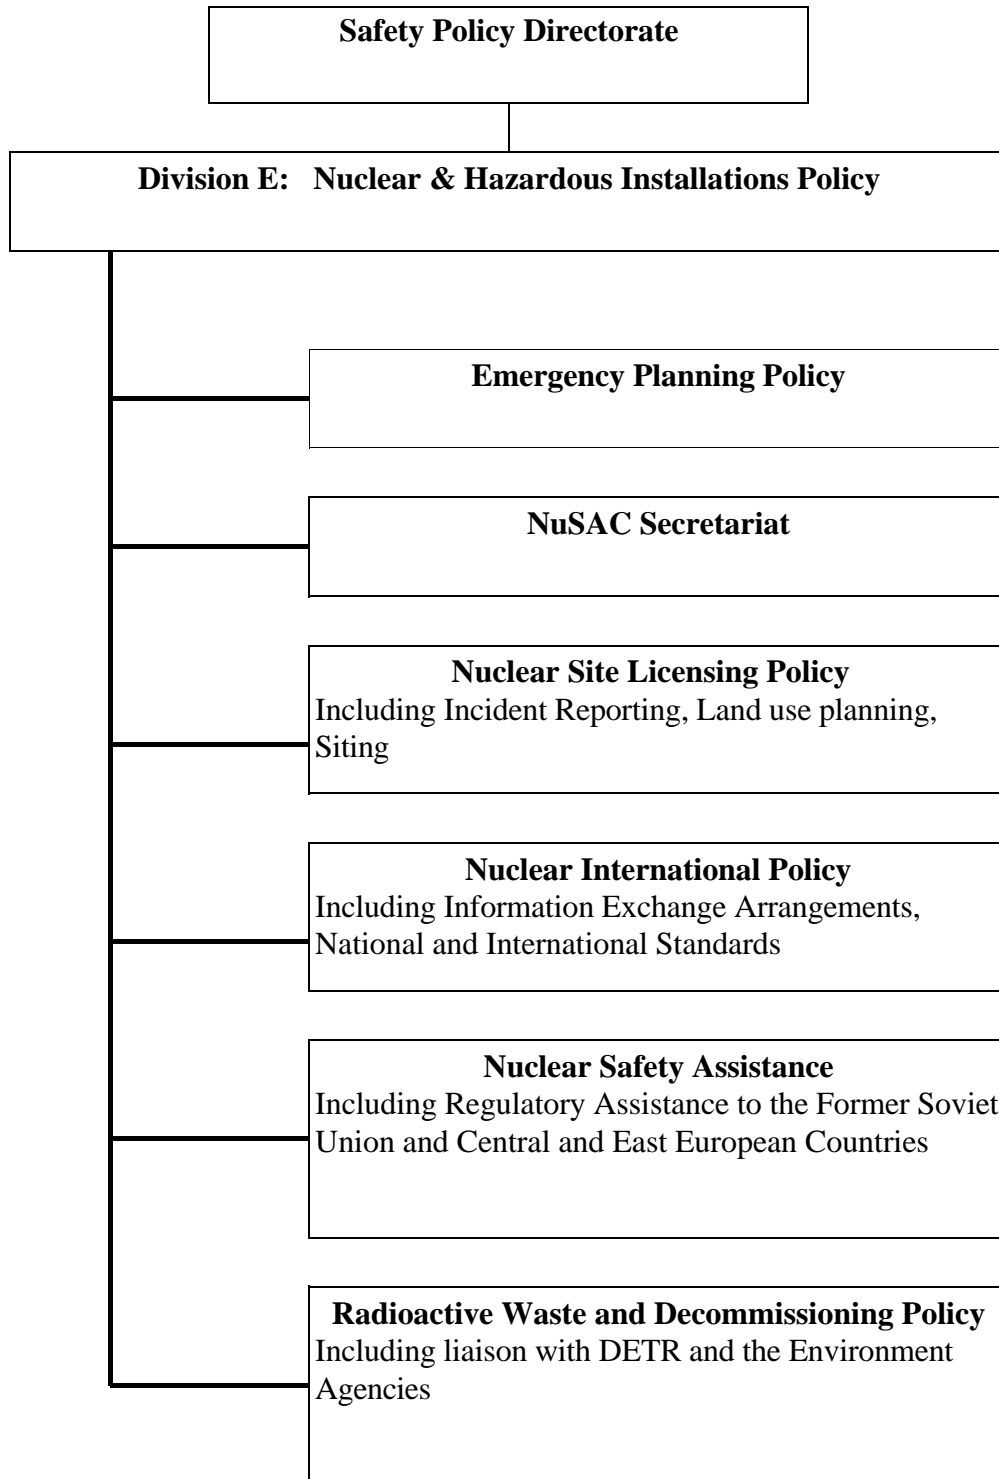 Safety Policy Directorate
Division E: Nuclear & Hazardous Installations Policy
Emergency Planning Policy
NuSAC Secretariat
Nuclear Site Licensing Policy
Including Incident Reporting, Land use planning,
Siting
Nuclear International Policy
Including Information Exchange Arrangements,
National and International Standards
Nuclear Safety Assistance
Including Regulatory Assistance to the Former Soviet
Union and Central and East European Countries
Radioactive Waste and Decommissioning Policy
Including liaison with DETR and the Environment
Agencies